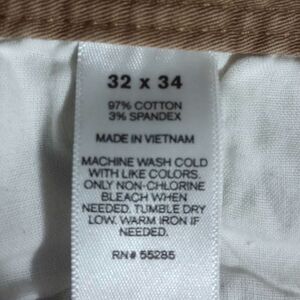 32 x 34
97% COTTON
3% SPANDEX
MADE IN VIETNAM
MACHINE WASH COLD
WITH LIKE COLORS.
ONLY NON-CHLORINE
BLEACH WHEN
NEEDED. TUMBLE DRY
LOW. WARM IRON IF
NEEDED.
RN# 55285